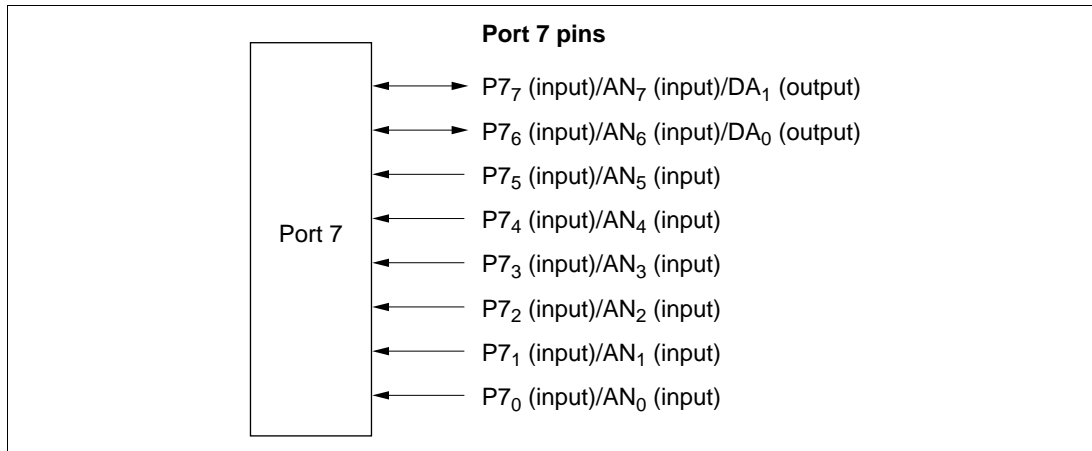 Port 7 pins
P7₇ (input)/AN₇ (input)/DA₁ (output)
P7₆ (input)/AN₆ (input)/DA₀ (output)
P7₅ (input)/AN₅ (input)
P7₄ (input)/AN₄ (input)
Port 7
P7₃ (input)/AN₃ (input)
P7₂ (input)/AN₂ (input)
P7₁ (input)/AN₁ (input)
P7₀ (input)/AN₀ (input)